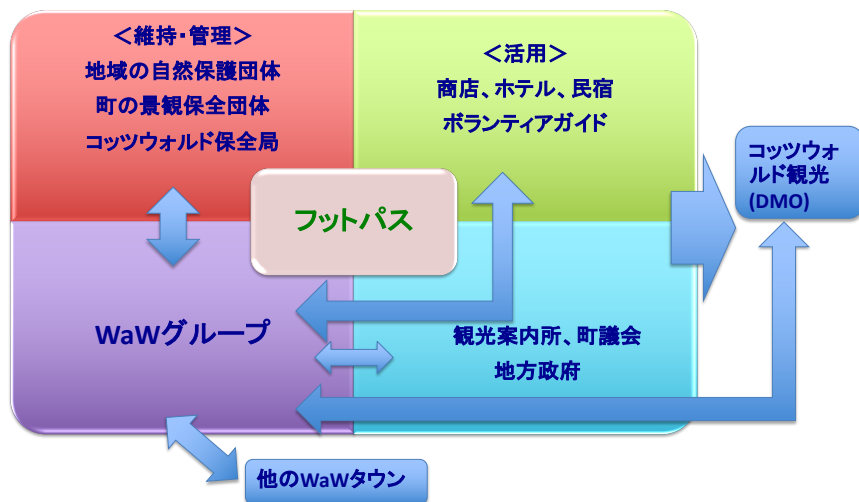 ＜維持・管理＞
地域の自然保護団体
町の景観保全団体
コッツウォルド保全局
＜活用＞
商店、ホテル、民宿
ボランティアガイド
コッツウォ
ルド観光
(DMO)
フットパス
WaWグループ
観光案内所、町議会
地方政府
他のWaWタウン